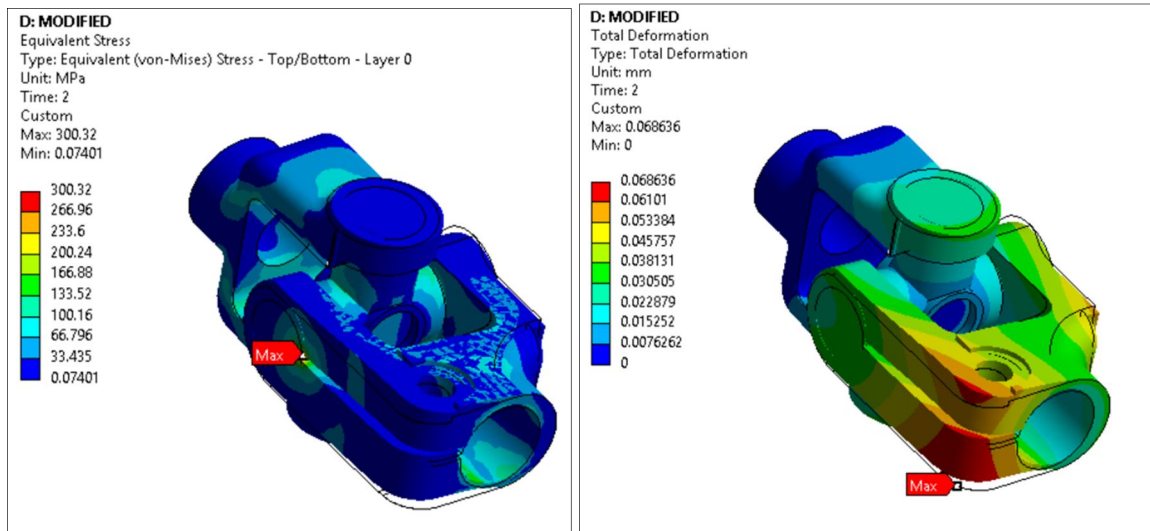 D: MODIFIED
Equivalent Stress
Type: Equivalent (von-Mises) Stress - Top/Bottom - Layer 0
Unit: MPa
Time: 2
Custom
Max: 300.32
Min: 0.07401
300.32
266.96
233.6
200.24
166.88
133.52
100.16
66.796
33.435
0.07401
Max
D: MODIFIED
Total Deformation
Type: Total Deformation
Unit: mm
Time: 2
Custom
Max: 0.068636
Min: 0
0.068636
0.06101
0.053384
0.045757
0.038131
0.030505
0.022879
0.015252
0.0076262
0
Max